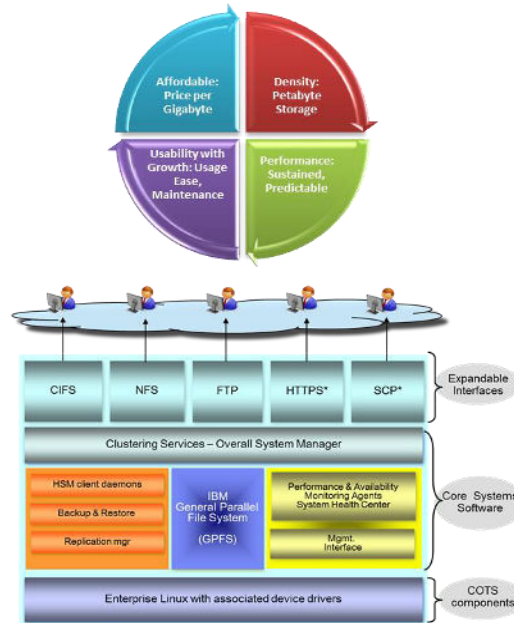 Affordable:
Price per
Gigabyte
Density:
Petabyte
Storage
Usability with
Growth: Usage
Ease,
Maintenance
Performance:
Sustained,
Predictable
CIFS
NFS
FTP
HTTPS*
SCP*
Expandable
Interfaces
Clustering Services – Overall System Manager
HSM client daemons
Backup & Restore
Replication mgr
IBM
General Parallel
File System
(GPFS)
Performance & Availability
Monitoring Agents
System Health Center
Mgmt.
Interface
Core Systems
Software
Enterprise Linux with associated device drivers
COTS
components